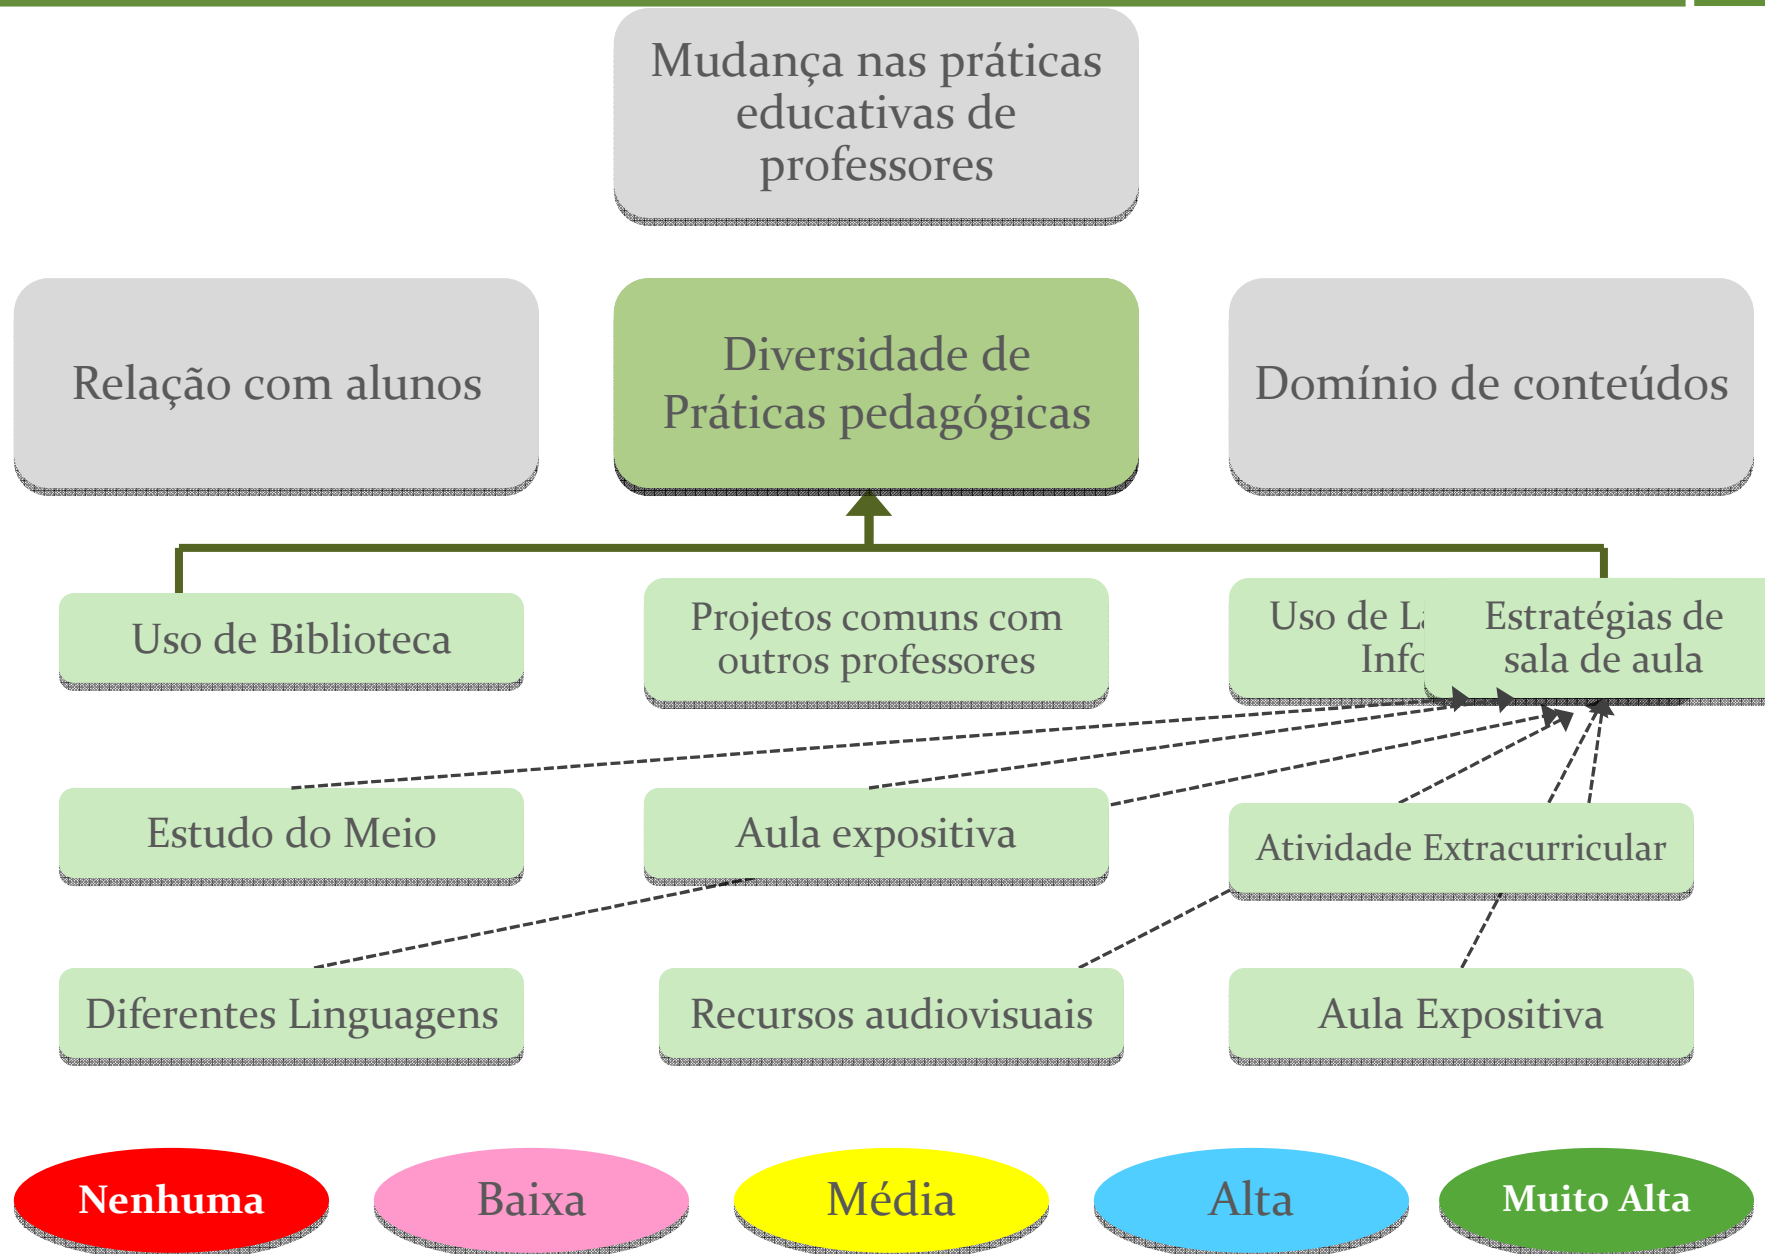 Mudança nas práticas
educativas de
professores
Relação com alunos
Diversidade de
Práticas pedagógicas
Domínio de conteúdos
Uso de Biblioteca
Projetos comuns com
outros professores
Uso de
Estratégias de
sala de aula
Estudo do Meio
Aula expositiva
Atividade Extracurricular
Diferentes Linguagens
Recursos audiovisuais
Aula Expositiva
Nenhuma
Baixa
Média
Alta
Muito Alta